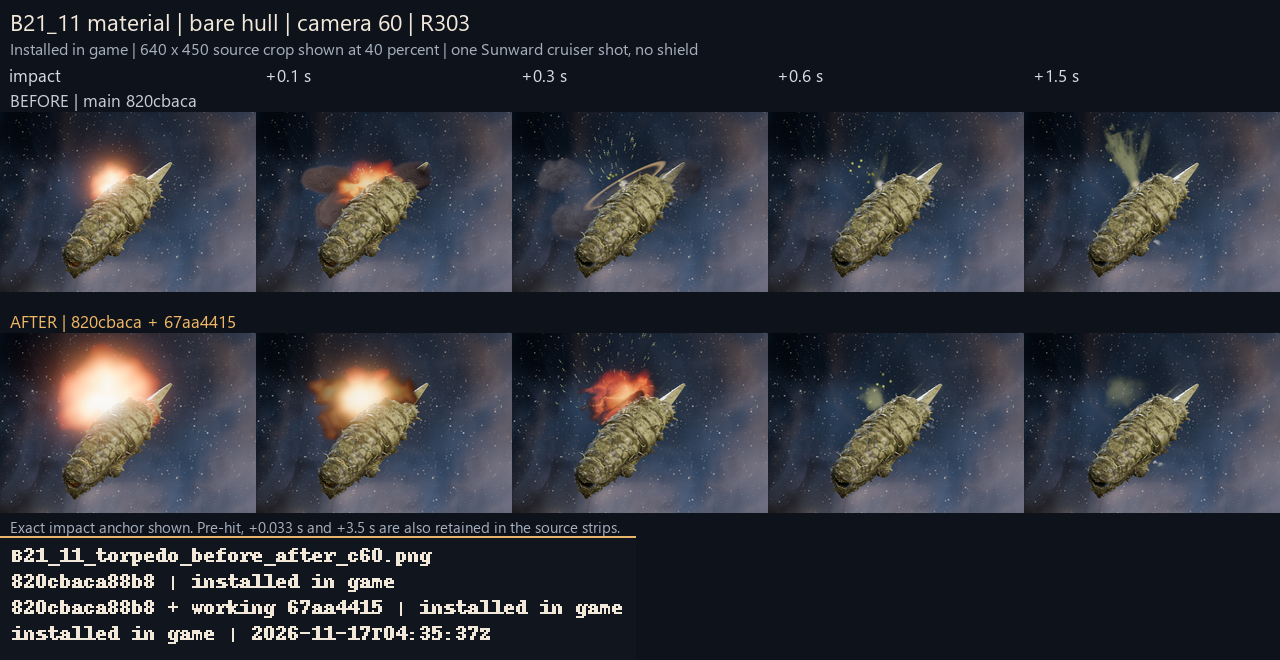 B21_11 material | bare hull | camera 60 | R303
Installed in game | 640 x 450 source crop shown at 40 percent | one Sunward cruiser shot, no shield
impact +0.1 s +0.3 s +0.6 s +1.5 s
BEFORE | main 820cbaca
AFTER | 820cbaca + 67aa4415
Exact impact anchor shown. Pre-hit, +0.033 s and +3.5 s are also retained in the source strips.
B21_11_torpedo_before_after_c60.png
820cbaca88b8 | installed in game
820cbaca88b8 + working 67aa4415 | installed in game
installed in game | 2026-11-17T04:35:37Z